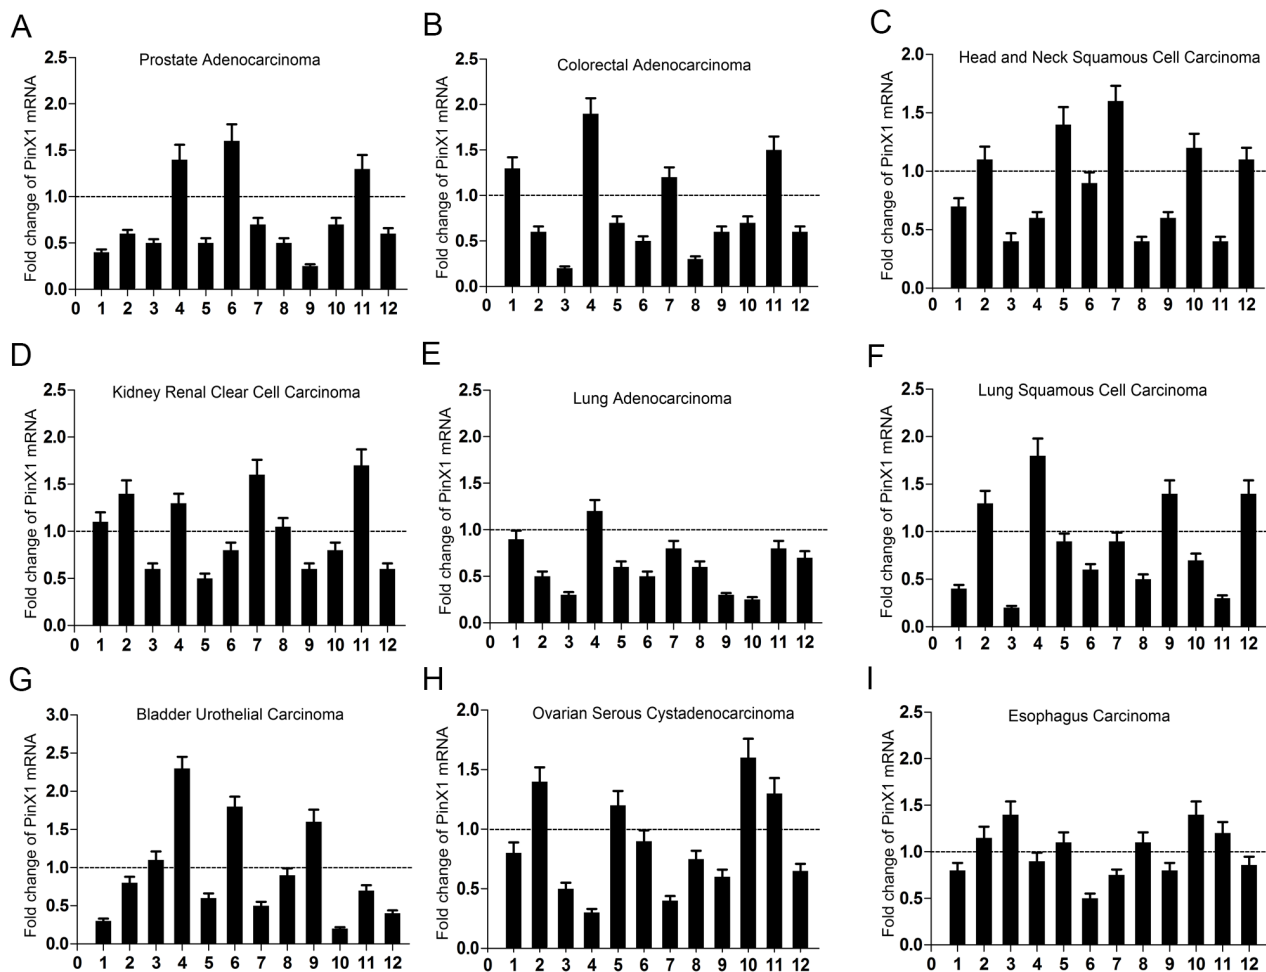 A
Prostate Adenocarcinoma
Fold change of PinX1 mRNA
2.5
2.0
1.5
1.0
0.5
0.0
0 1 2 3 4 5 6 7 8 9 10 11 12
B
Colorectal Adenocarcinoma
Fold change of PinX1 mRNA
2.5
2.0
1.5
1.0
0.5
0.0
0 1 2 3 4 5 6 7 8 9 10 11 12
C
Head and Neck Squamous Cell Carcinoma
Fold change of PinX1 mRNA
2.0
1.5
1.0
0.5
0.0
0 1 2 3 4 5 6 7 8 9 10 11 12
D
Kidney Renal Clear Cell Carcinoma
Fold change of PinX1 mRNA
2.5
2.0
1.5
1.0
0.5
0.0
0 1 2 3 4 5 6 7 8 9 10 11 12
E
Lung Adenocarcinoma
Fold change of PinX1 mRNA
2.5
2.0
1.5
1.0
0.5
0.0
0 1 2 3 4 5 6 7 8 9 10 11 12
F
Lung Squamous Cell Carcinoma
Fold change of PinX1 mRNA
2.5
2.0
1.5
1.0
0.5
0.0
0 1 2 3 4 5 6 7 8 9 10 11 12
G
Bladder Urothelial Carcinoma
Fold change of PinX1 mRNA
3.0
2.5
2.0
1.5
1.0
0.5
0.0
0 1 2 3 4 5 6 7 8 9 10 11 12
H
Ovarian Serous Cystadenocarcinoma
Fold change of PinX1 mRNA
2.0
1.5
1.0
0.5
0.0
0 1 2 3 4 5 6 7 8 9 10 11 12
I
Esophagus Carcinoma
Fold change of PinX1 mRNA
2.5
2.0
1.5
1.0
0.5
0.0
0 1 2 3 4 5 6 7 8 9 10 11 12